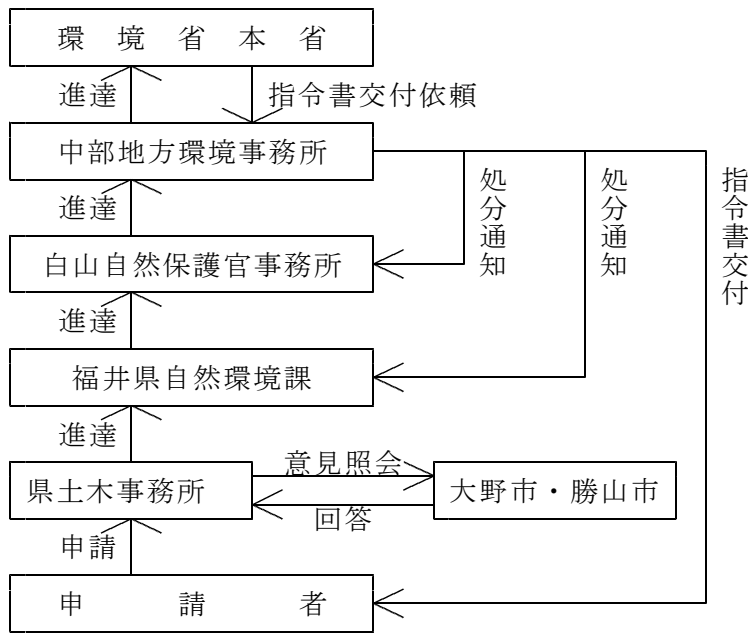 環境省本省
進達
指令書交付依頼
中部地方環境事務所
進達
処分通知
処分通知
指令書交付
白山自然保護官事務所
進達
福井県自然環境課
進達
県土木事務所
意見照会
回答
大野市・勝山市
申請
申請者